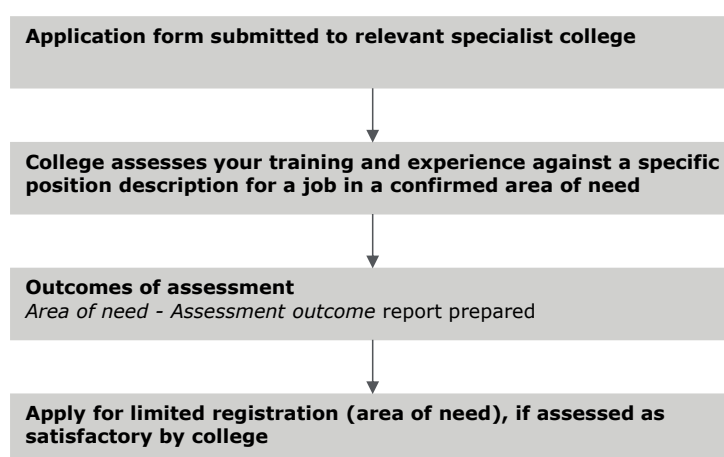 Application form submitted to relevant specialist college
College assesses your training and experience against a specific
position description for a job in a confirmed area of need
Outcomes of assessment
Area of need - Assessment outcome report prepared
Apply for limited registration (area of need), if assessed as
satisfactory by college